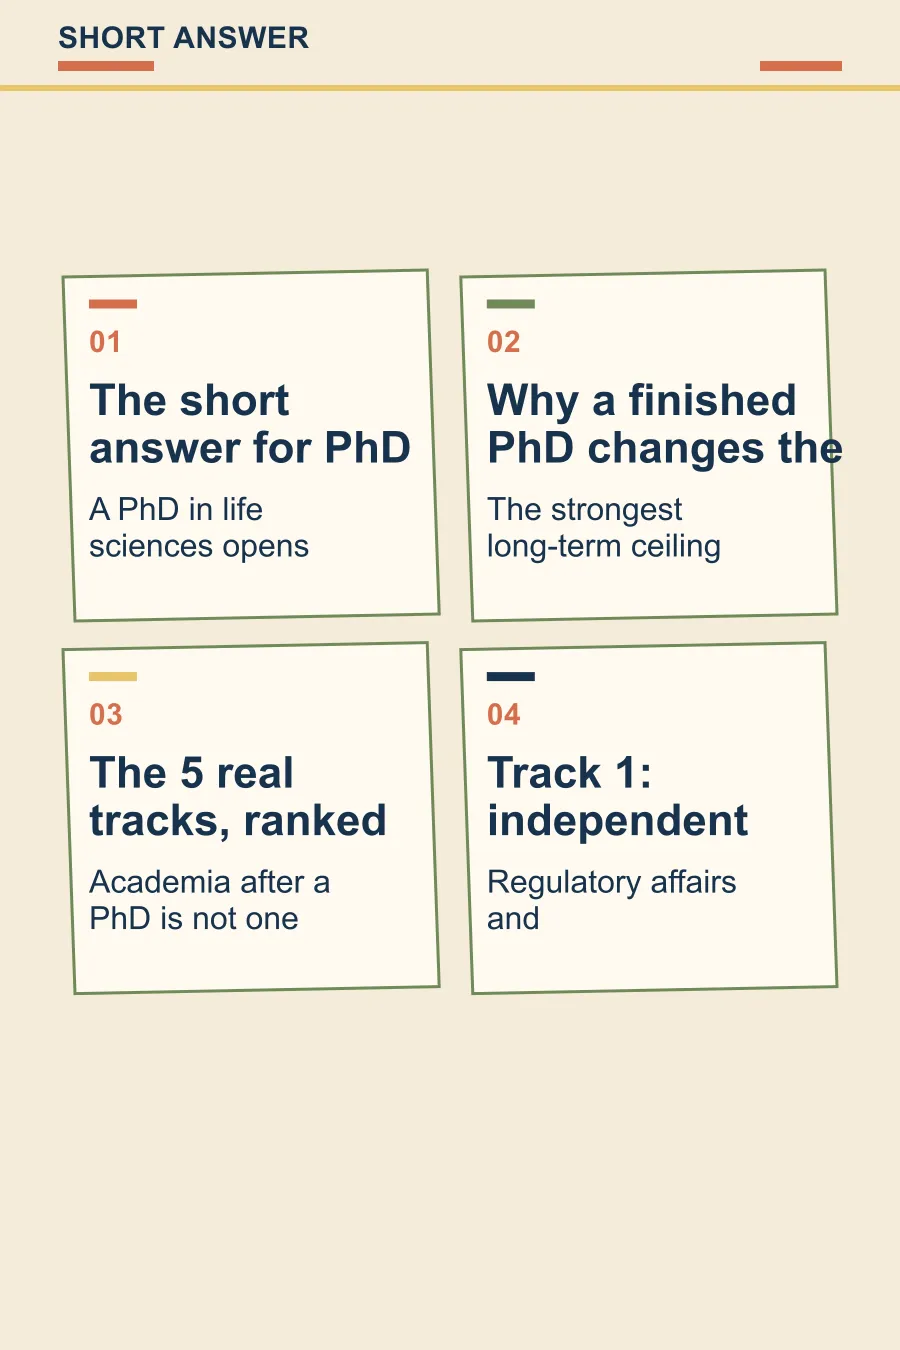 SHORT ANSWER
01
The short
answer for PhD
A PhD in life
sciences opens
02
Why a finished
PhD changes the
The strongest
long-term ceiling
03
The 5 real
tracks, ranked
Academia after a
PhD is not one
04
Track 1:
independent
Regulatory affairs
and